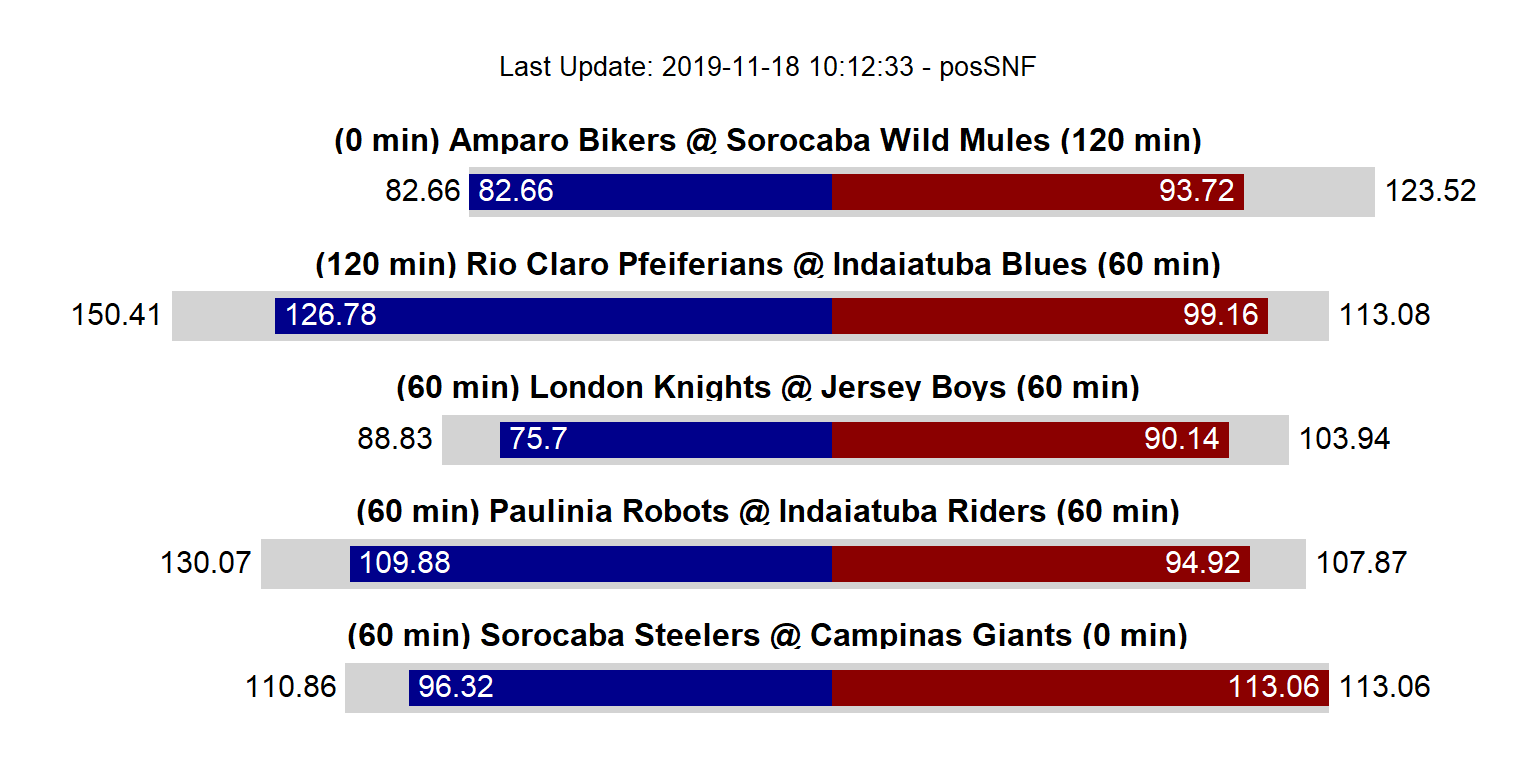 Last Update: 2019-11-18 10:12:33 - posSNF
(0 min) Amparo Bikers @ Sorocaba Wild Mules (120 min)
82.66 82.66 93.72 123.52
(120 min) Rio Claro Pfeiferians @ Indaiatuba Blues (60 min)
150.41 126.78 99.16 113.08
(60 min) London Knights @ Jersey Boys (60 min)
88.83 75.7 90.14 103.94
(60 min) Paulinia Robots @ Indaiatuba Riders (60 min)
130.07 109.88 94.92 107.87
(60 min) Sorocaba Steelers @ Campinas Giants (0 min)
110.86 96.32 113.06 113.06